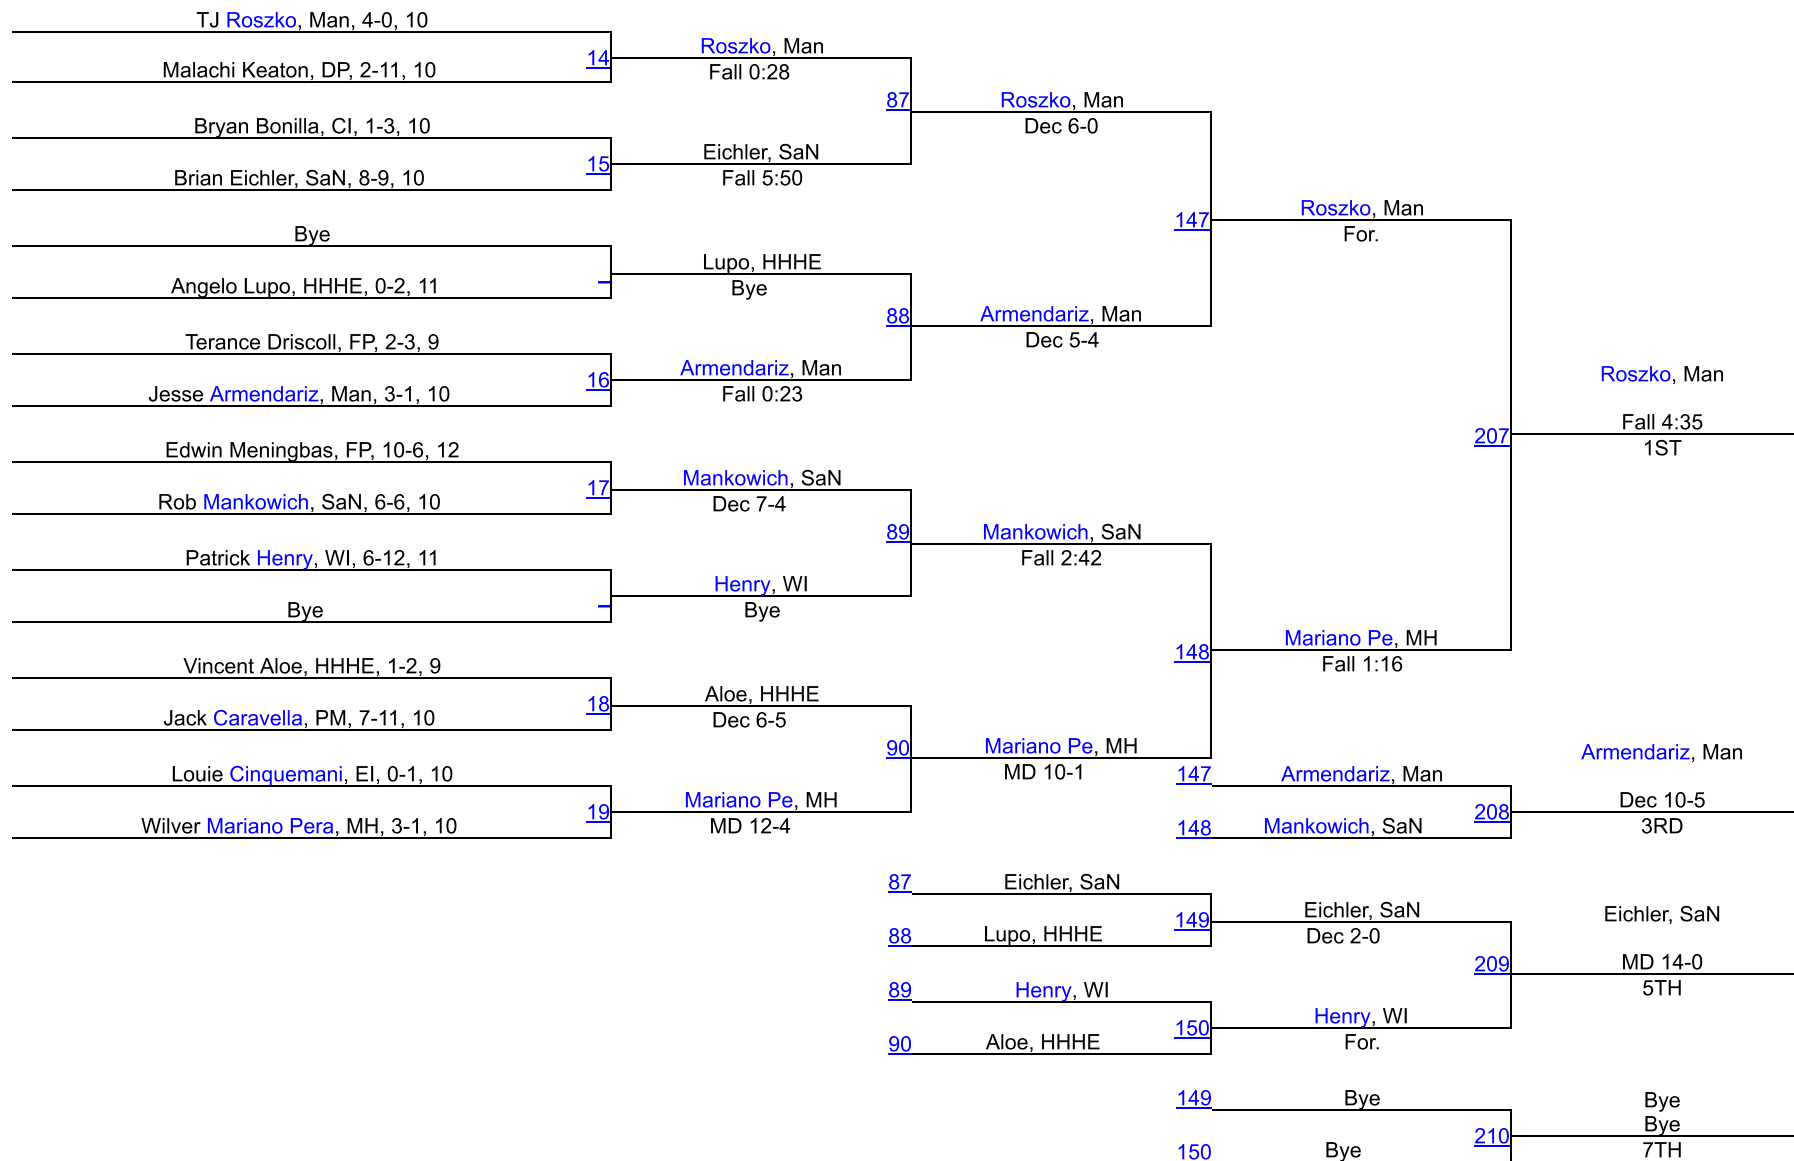 TJ Roszko, Man, 4-0, 10
Malachi Keaton, DP, 2-11, 10
14
Roszko, Man
Fall 0:28
Bryan Bonilla, CI, 1-3, 10
Brian Eichler, SaN, 8-9, 10
15
Eichler, SaN
Fall 5:50
87
Roszko, Man
Dec 6-0
Bye
Angelo Lupo, HHHE, 0-2, 11
Lupo, HHHE
Bye
Terance Driscoll, FP, 2-3, 9
Jesse Armendariz, Man, 3-1, 10
16
Armendariz, Man
Fall 0:23
88
Armendariz, Man
Dec 5-4
147
Roszko, Man
For.
Edwin Meningbas, FP, 10-6, 12
Rob Mankowich, SaN, 6-6, 10
17
Mankowich, SaN
Dec 7-4
Patrick Henry, WI, 6-12, 11
Bye
Henry, WI
Bye
89
Mankowich, SaN
Fall 2:42
Vincent Aloe, HHHE, 1-2, 9
Jack Caravella, PM, 7-11, 10
18
Aloe, HHHE
Dec 6-5
Louie Cinquemani, EI, 0-1, 10
Wilver Mariano Pera, MH, 3-1, 10
19
Mariano Pe, MH
MD 12-4
90
Mariano Pe, MH
MD 10-1
148
Mariano Pe, MH
Fall 1:16
207
Roszko, Man
Fall 4:35
1ST
147
Armendariz, Man
148
Mankowich, SaN
208
Armendariz, Man
Dec 10-5
3RD
87
Eichler, SaN
88
Lupo, HHHE
149
Eichler, SaN
Dec 2-0
89
Henry, WI
90
Aloe, HHHE
150
Henry, WI
For.
209
Eichler, SaN
MD 14-0
5TH
149
Bye
150
Bye
210
Bye
Bye
7TH